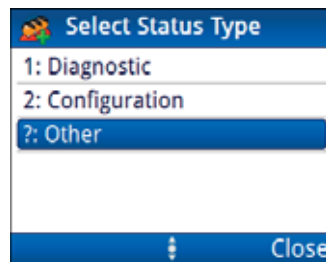 Select Status Type
1: Diagnostic
2: Configuration
?: Other
Close